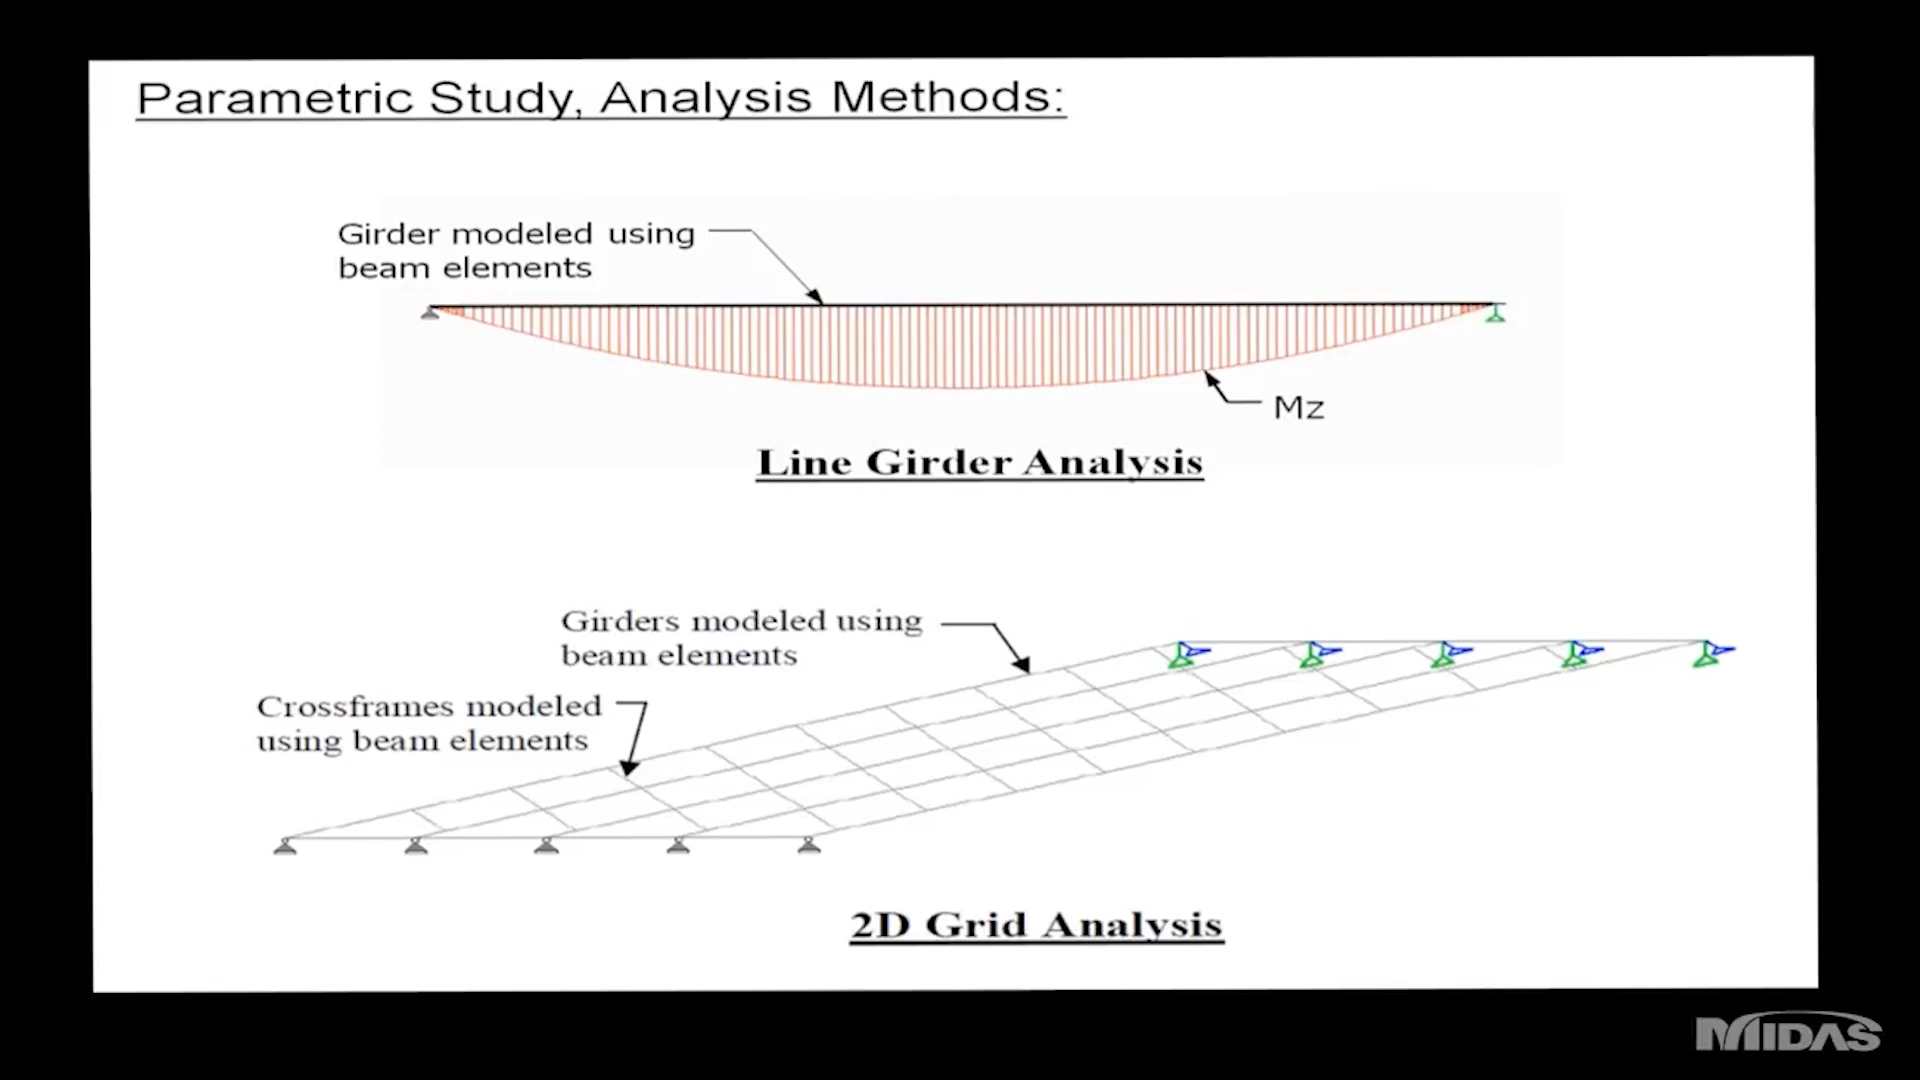 Parametric Study, Analysis Methods:
Girder modeled using
beam elements
Mz
Line Girder Analysis
Girders modeled using
beam elements
Crossframes modeled
using beam elements
2D Grid Analysis
MIDAS